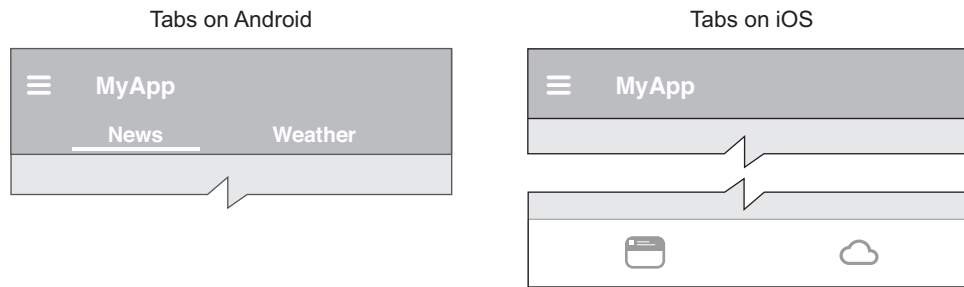 Tabs on Android
MyApp
News Weather
Tabs on iOS
MyApp